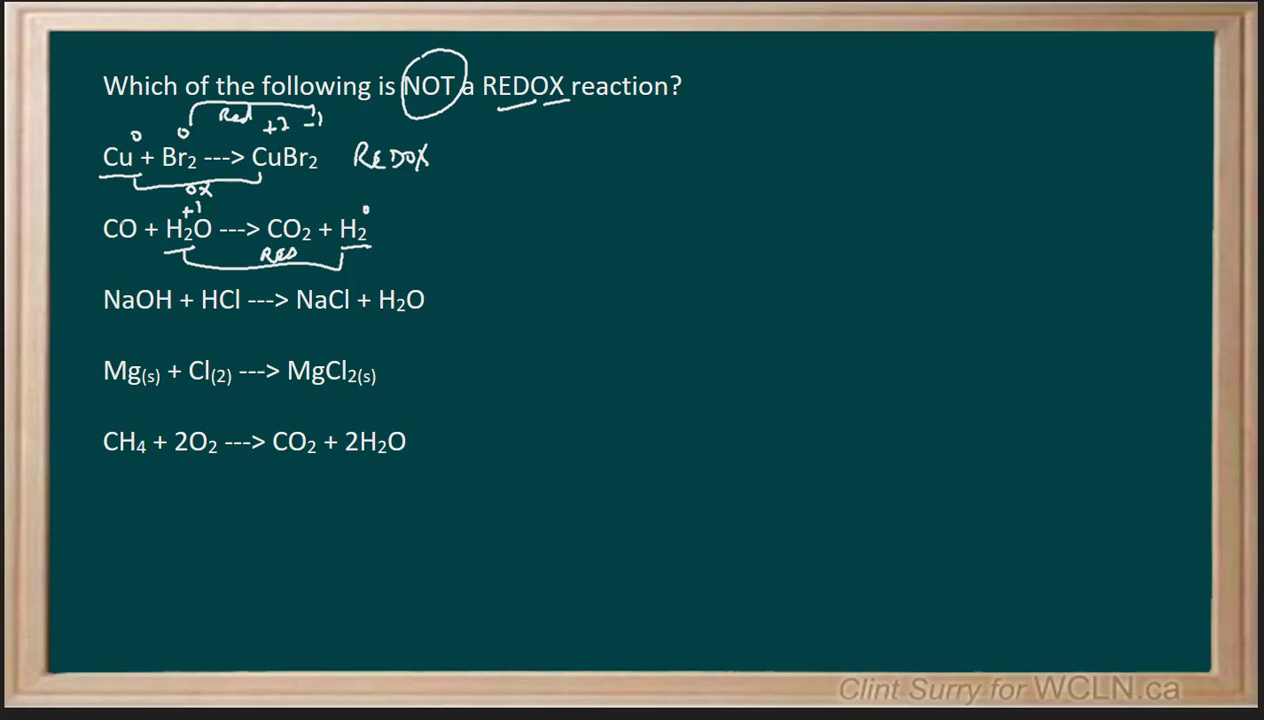 Which of the following is NOT a REDOX reaction?
Red +2 -1
0 0
Cu + Br₂ ---> CuBr₂ REDOX
ox
+1 0
CO + H₂O ---> CO₂ + H₂
RED
NaOH + HCl ---> NaCl + H₂O
Mg(s) + Cl(2) ---> MgCl₂(s)
CH₄ + 2O₂ ---> CO₂ + 2H₂O
Clint Surry for WCLN.ca